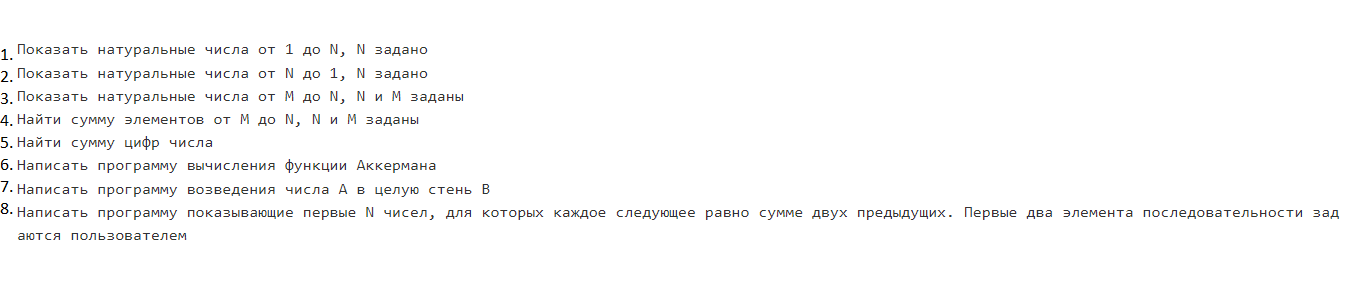 1. Показать натуральные числа от 1 до N, N задано
2. Показать натуральные числа от N до 1, N задано
3. Показать натуральные числа от M до N, N и M заданы
4. Найти сумму элементов от M до N, N и M заданы
5. Найти сумму цифр числа
6. Написать программу вычисления функции Аккермана
7. Написать программу возведения числа А в целую стень B
8. Написать программу показывающие первые N чисел, для которых каждое следующее равно сумме двух предыдущих. Первые два элемента последовательности зад
аются пользователем